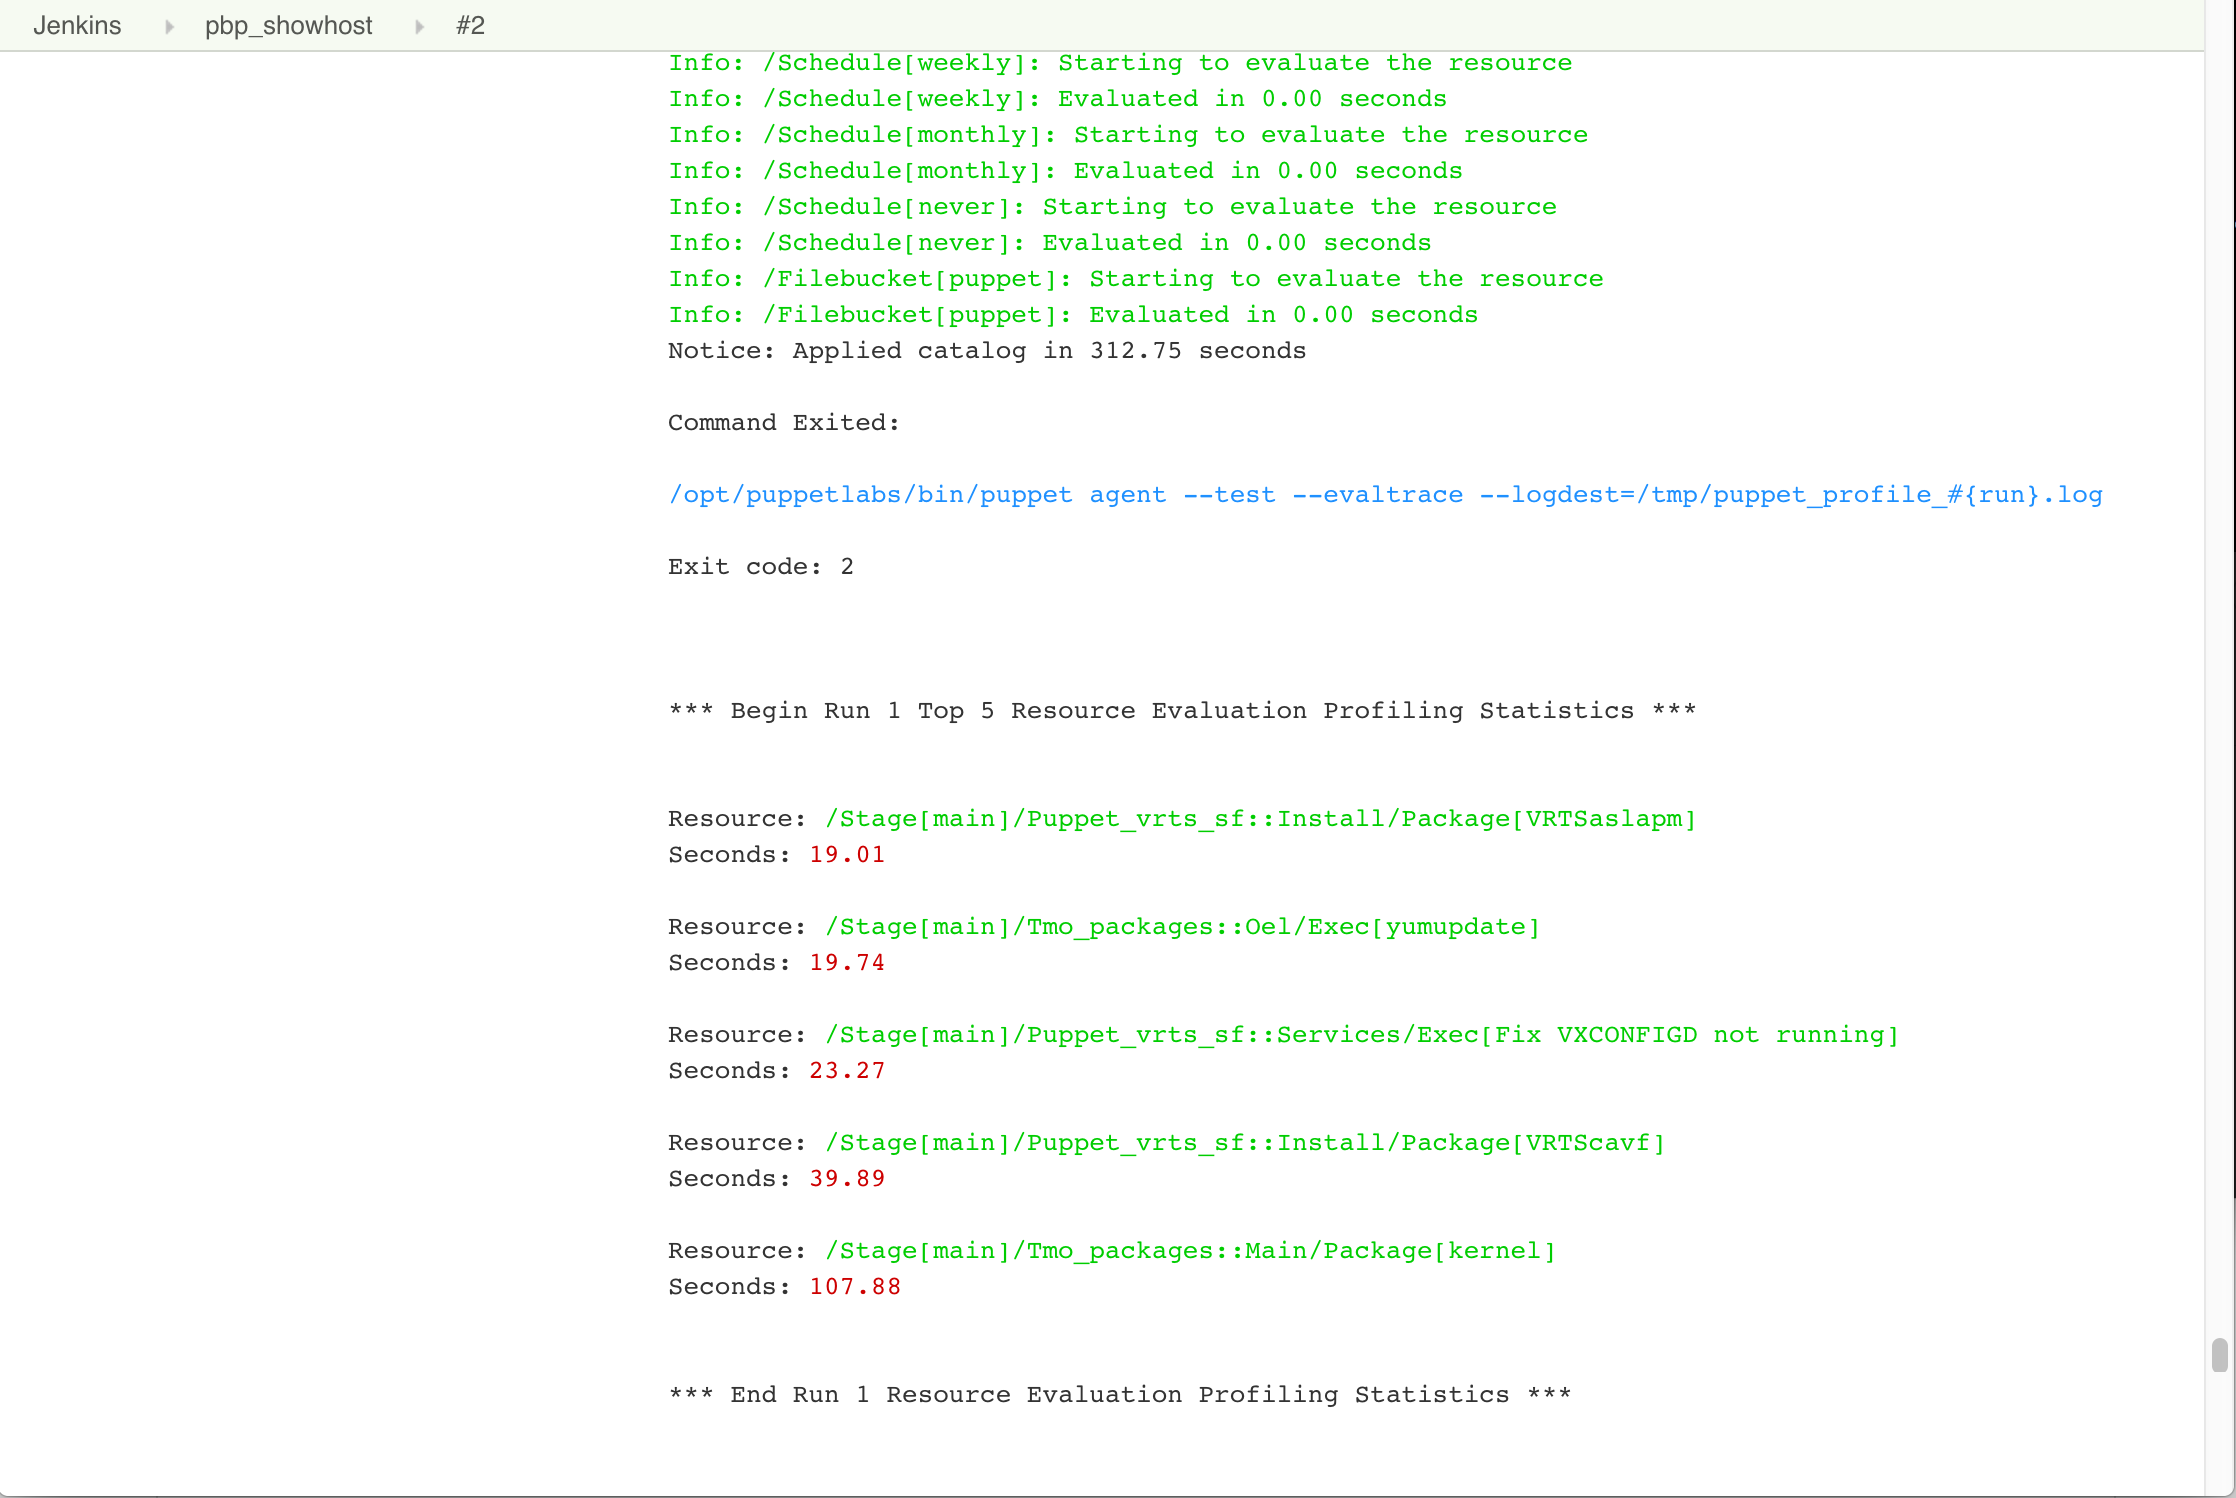 Jenkins pbp_showhost #2
Info: /Schedule[weekly]: Starting to evaluate the resource
Info: /Schedule[weekly]: Evaluated in 0.00 seconds
Info: /Schedule[monthly]: Starting to evaluate the resource
Info: /Schedule[monthly]: Evaluated in 0.00 seconds
Info: /Schedule[never]: Starting to evaluate the resource
Info: /Schedule[never]: Evaluated in 0.00 seconds
Info: /Filebucket[puppet]: Starting to evaluate the resource
Info: /Filebucket[puppet]: Evaluated in 0.00 seconds
Notice: Applied catalog in 312.75 seconds
Command Exited:
/opt/puppetlabs/bin/puppet agent --test --evaltrace --logdest=/tmp/puppet_profile_#{run}.log
Exit code: 2
*** Begin Run 1 Top 5 Resource Evaluation Profiling Statistics ***
Resource: /Stage[main]/Puppet_vrts_sf::Install/Package[VRTSaslapm]
Seconds: 19.01
Resource: /Stage[main]/Tmo_packages::Oel/Exec[yumupdate]
Seconds: 19.74
Resource: /Stage[main]/Puppet_vrts_sf::Services/Exec[Fix VXCONFIGD not running]
Seconds: 23.27
Resource: /Stage[main]/Puppet_vrts_sf::Install/Package[VRTScavf]
Seconds: 39.89
Resource: /Stage[main]/Tmo_packages::Main/Package[kernel]
Seconds: 107.88
*** End Run 1 Resource Evaluation Profiling Statistics ***